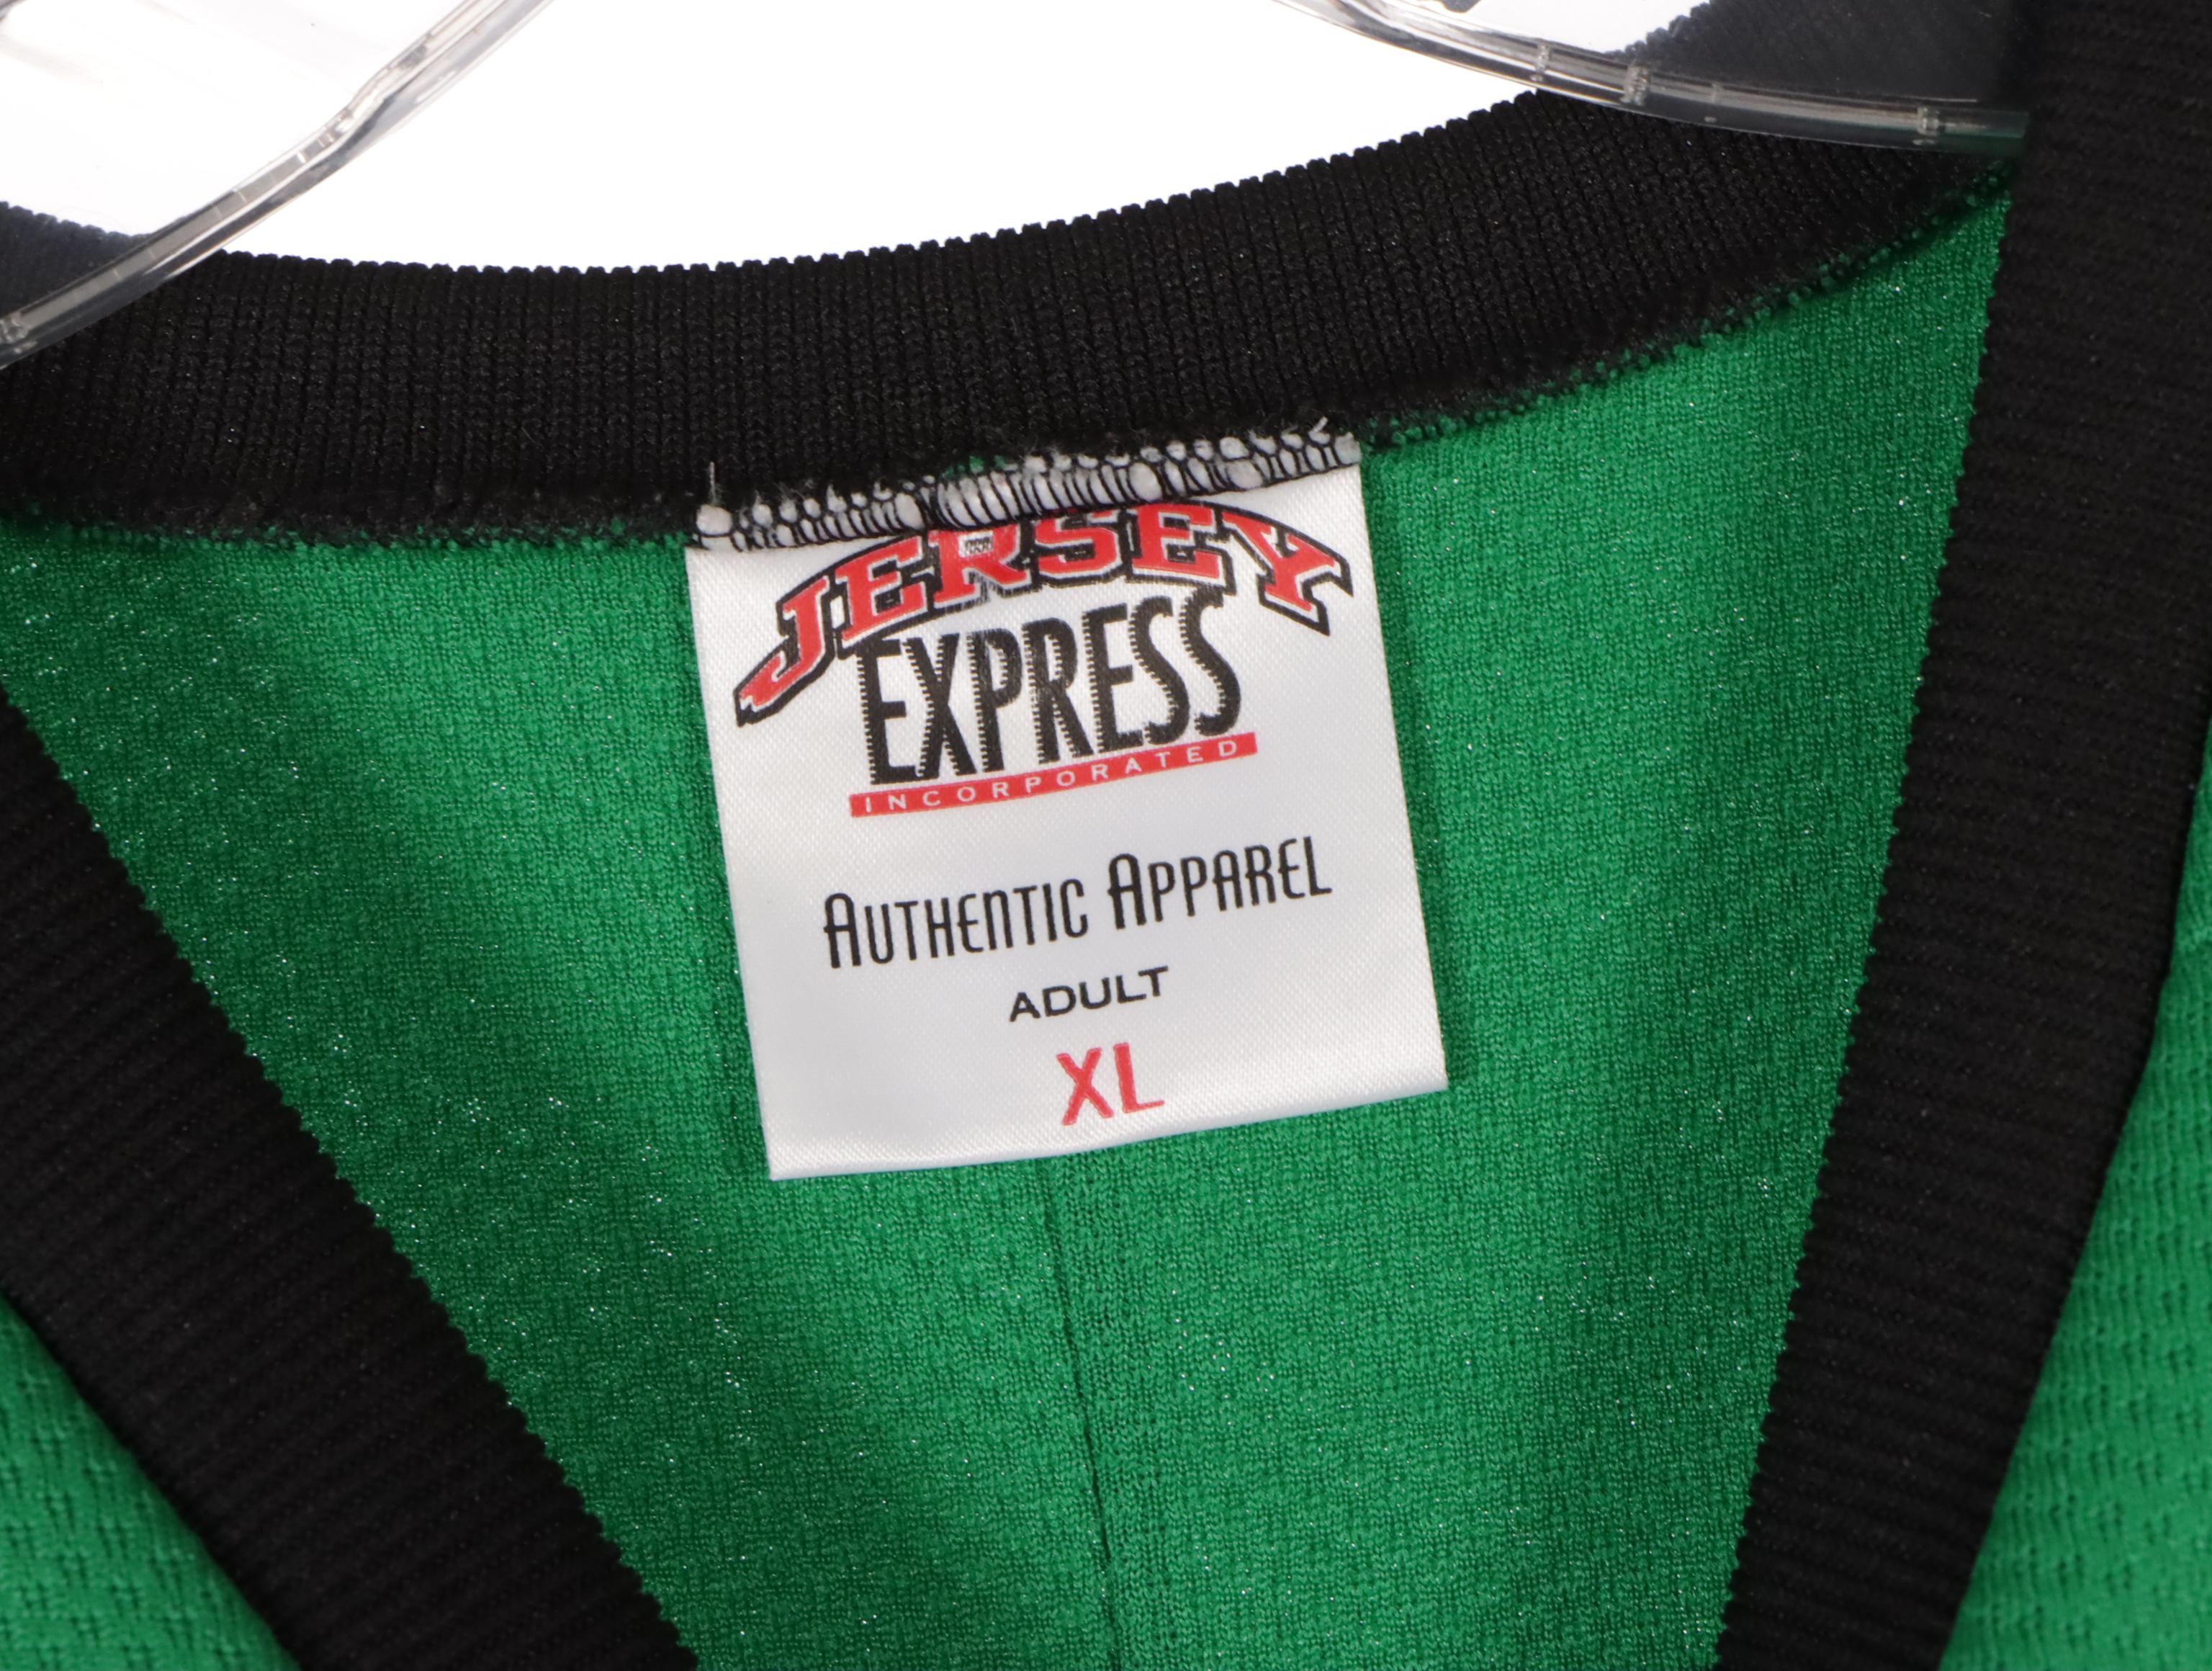 JERSEY
EXPRESS
INCORPORATED
AUTHENTIC APPAREL
ADULT
XL